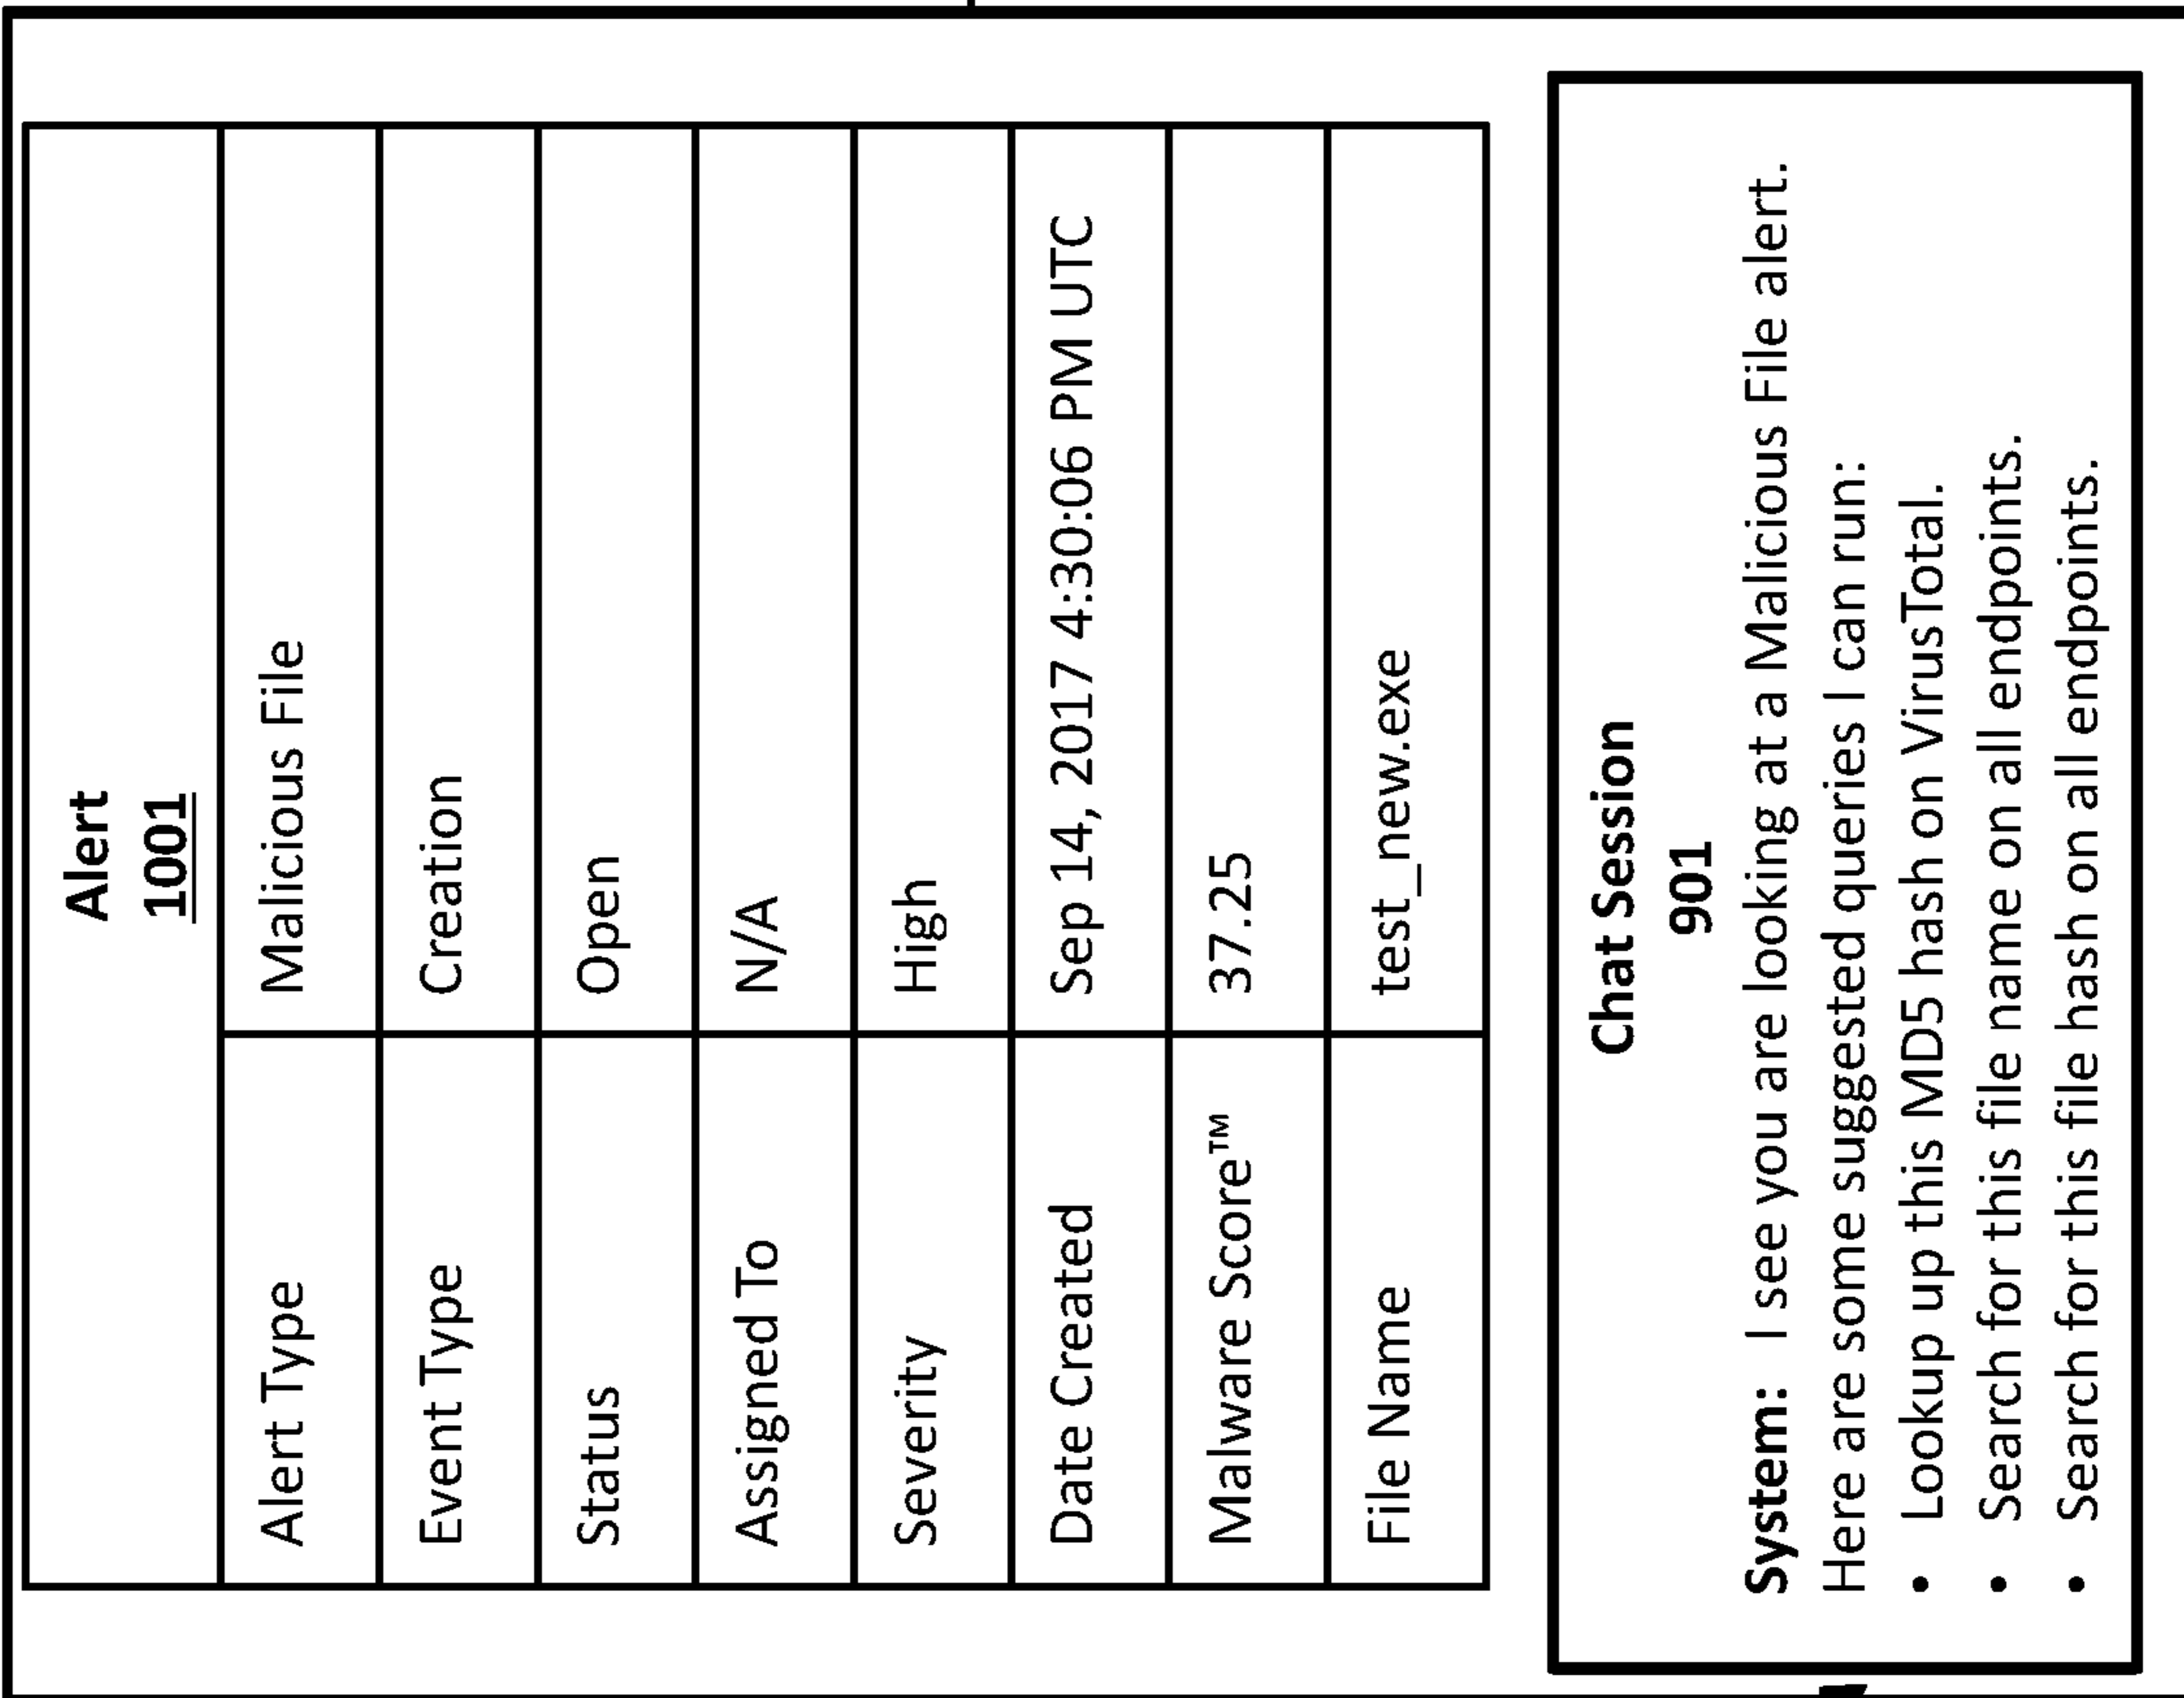 Alert
1001
Alert Type Malicious File
Event Type Creation
Status Open
Assigned To N/A
Severity High
Date Created Sep 14, 2017 4:30:06 PM UTC
Malware Score™ 37.25
File Name test_new.exe
Chat Session
901
System: I see you are looking at a Malicious File alert.
Here are some suggested queries I can run:
• Lookup up this MD5 hash on VirusTotal.
• Search for this file name on all endpoints.
• Search for this file hash on all endpoints.